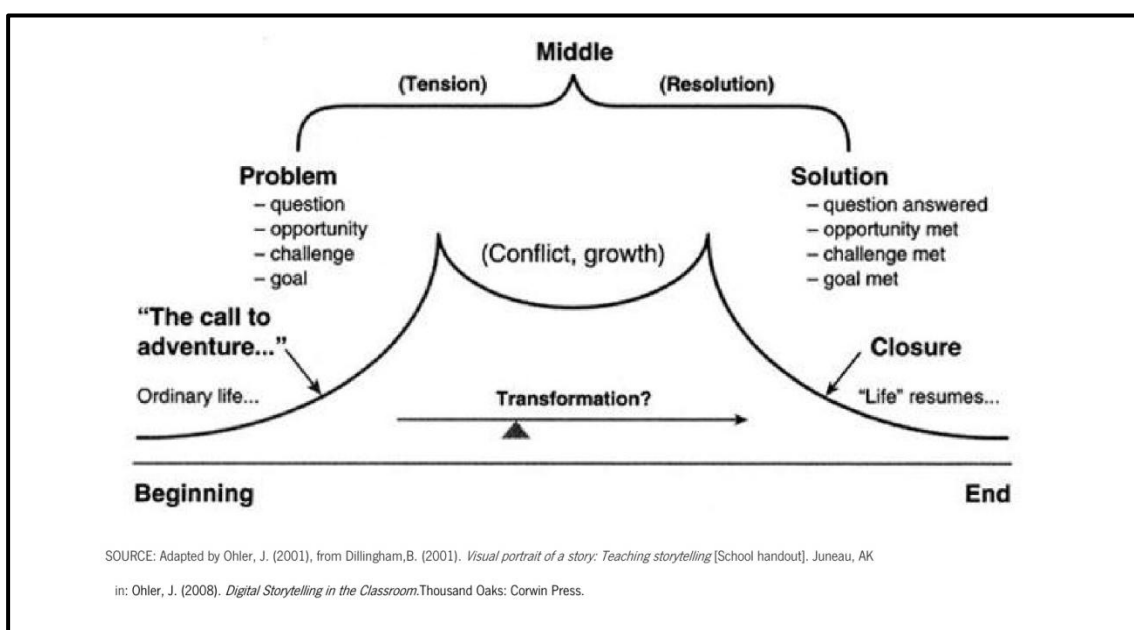 Middle
(Tension)
(Resolution)
Problem
– question
– opportunity
– challenge
– goal
Solution
– question answered
– opportunity met
– challenge met
– goal met
(Conflict, growth)
“The call to
adventure...”
Closure
Ordinary life...
Transformation?
“Life” resumes...
Beginning
End
SOURCE: Adapted by Ohler, J. (2001), from Dillingham,B. (2001). Visual portrait of a story: Teaching storytelling [School handout]. Juneau, AK
in: Ohler, J. (2008). Digital Storytelling in the Classroom.Thousand Oaks: Corwin Press.